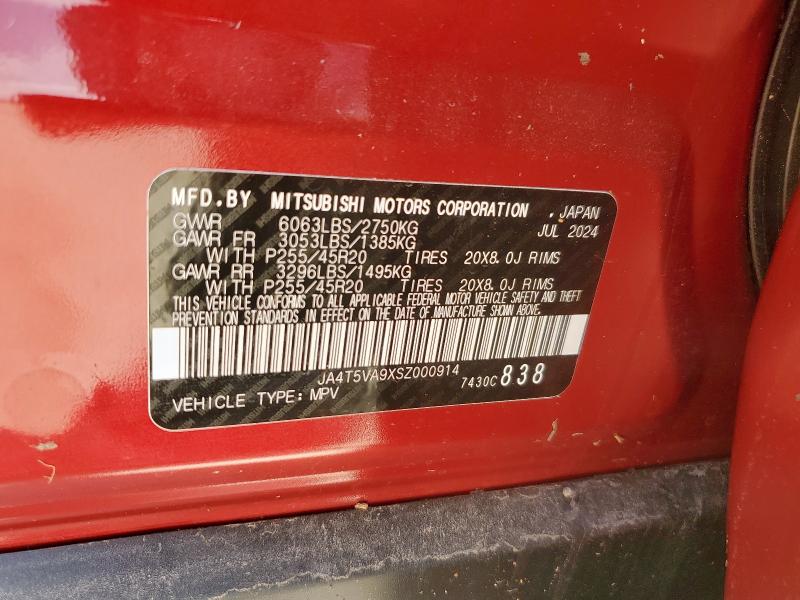 MFD.BY MITSUBISHI MOTORS CORPORATION , JAPAN
GVWR 6063LBS/2750KG JUL 2024
GAWR FR 3053LBS/1385KG
WITH P255/45R20 TIRES 20X8.0J RIMS
GAWR RR 3296LBS/1495KG
WITH P255/45R20 TIRES 20X8.0J RIMS
THIS VEHICLE CONFORMS TO ALL APPLICABLE FEDERAL MOTOR VEHICLE SAFETY AND THEFT
PREVENTION STANDARDS IN EFFECT ON THE DATE OF MANUFACTURE SHOWN ABOVE.
JA4T5VA9XSZ000914
7430C 838
VEHICLE TYPE: MPV